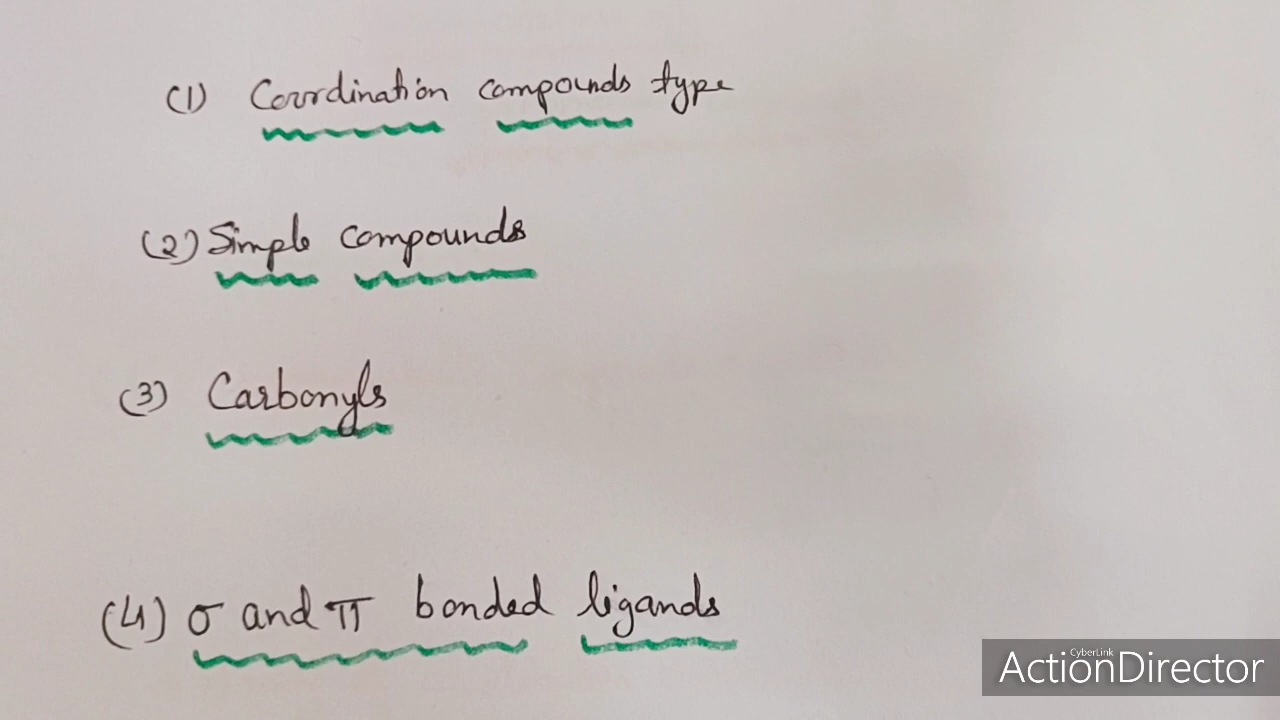 (1) Coordination compounds type
(2) Simple compounds
(3) Carbonyls
(4) σ and π bonded ligands
CyberLink
ActionDirector